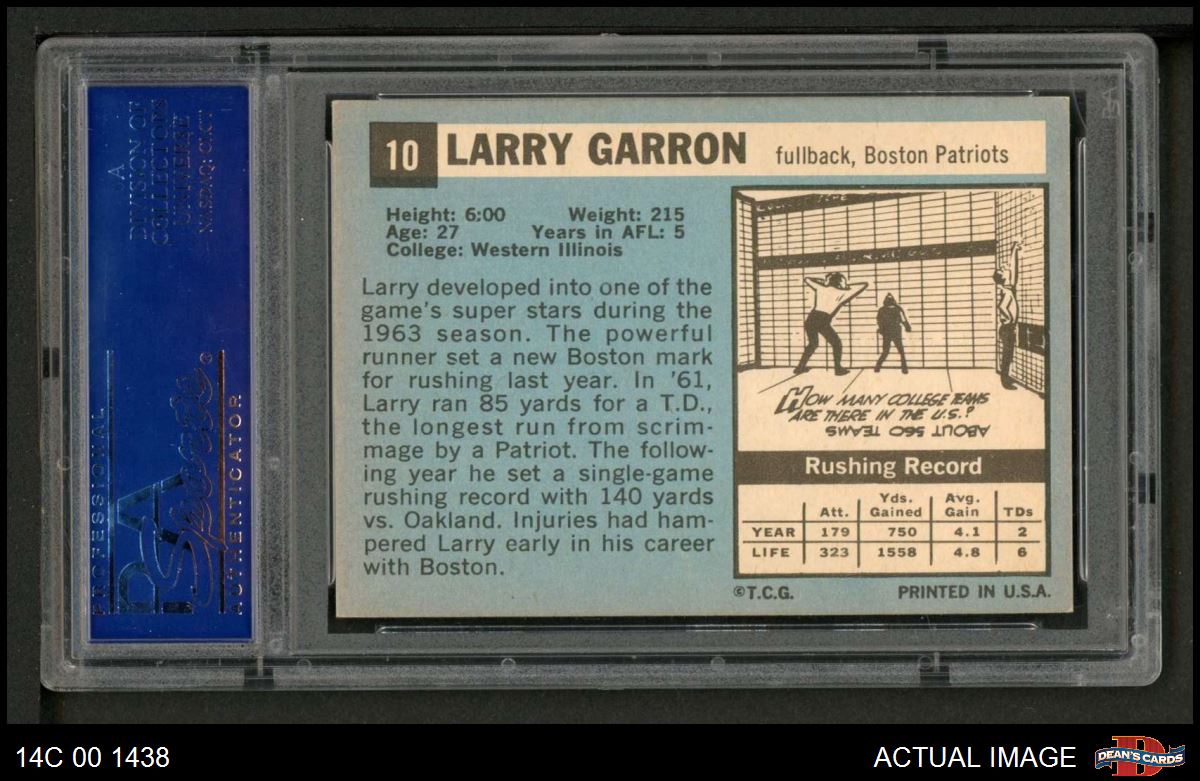 A
DIVISION OF
COLLECTORS
UNIVERSE
NASDAQ: CLCT
PROFESSIONAL
PSA
Sports
AUTHENTICATOR
10 LARRY GARRON fullback, Boston Patriots
Height: 6:00 Weight: 215
Age: 27 Years in AFL: 5
College: Western Illinois
Larry developed into one of the
game's super stars during the
1963 season. The powerful
runner set a new Boston mark
for rushing last year. In '61,
Larry ran 85 yards for a T.D.,
the longest run from scrim-
mage by a Patriot. The follow-
ing year he set a single-game
rushing record with 140 yards
vs. Oakland. Injuries had ham-
pered Larry early in his career
with Boston.
HOW MANY COLLEGE TEAMS
ARE THERE IN THE U.S.?
ABOUT 560 TEAMS
Rushing Record
Att. Yds. Gained Avg. Gain TDs
YEAR 179 750 4.1 2
LIFE 323 1558 4.8 6
©T.C.G. PRINTED IN U.S.A.
14C 00 1438 ACTUAL IMAGE DEAN'S CARDS